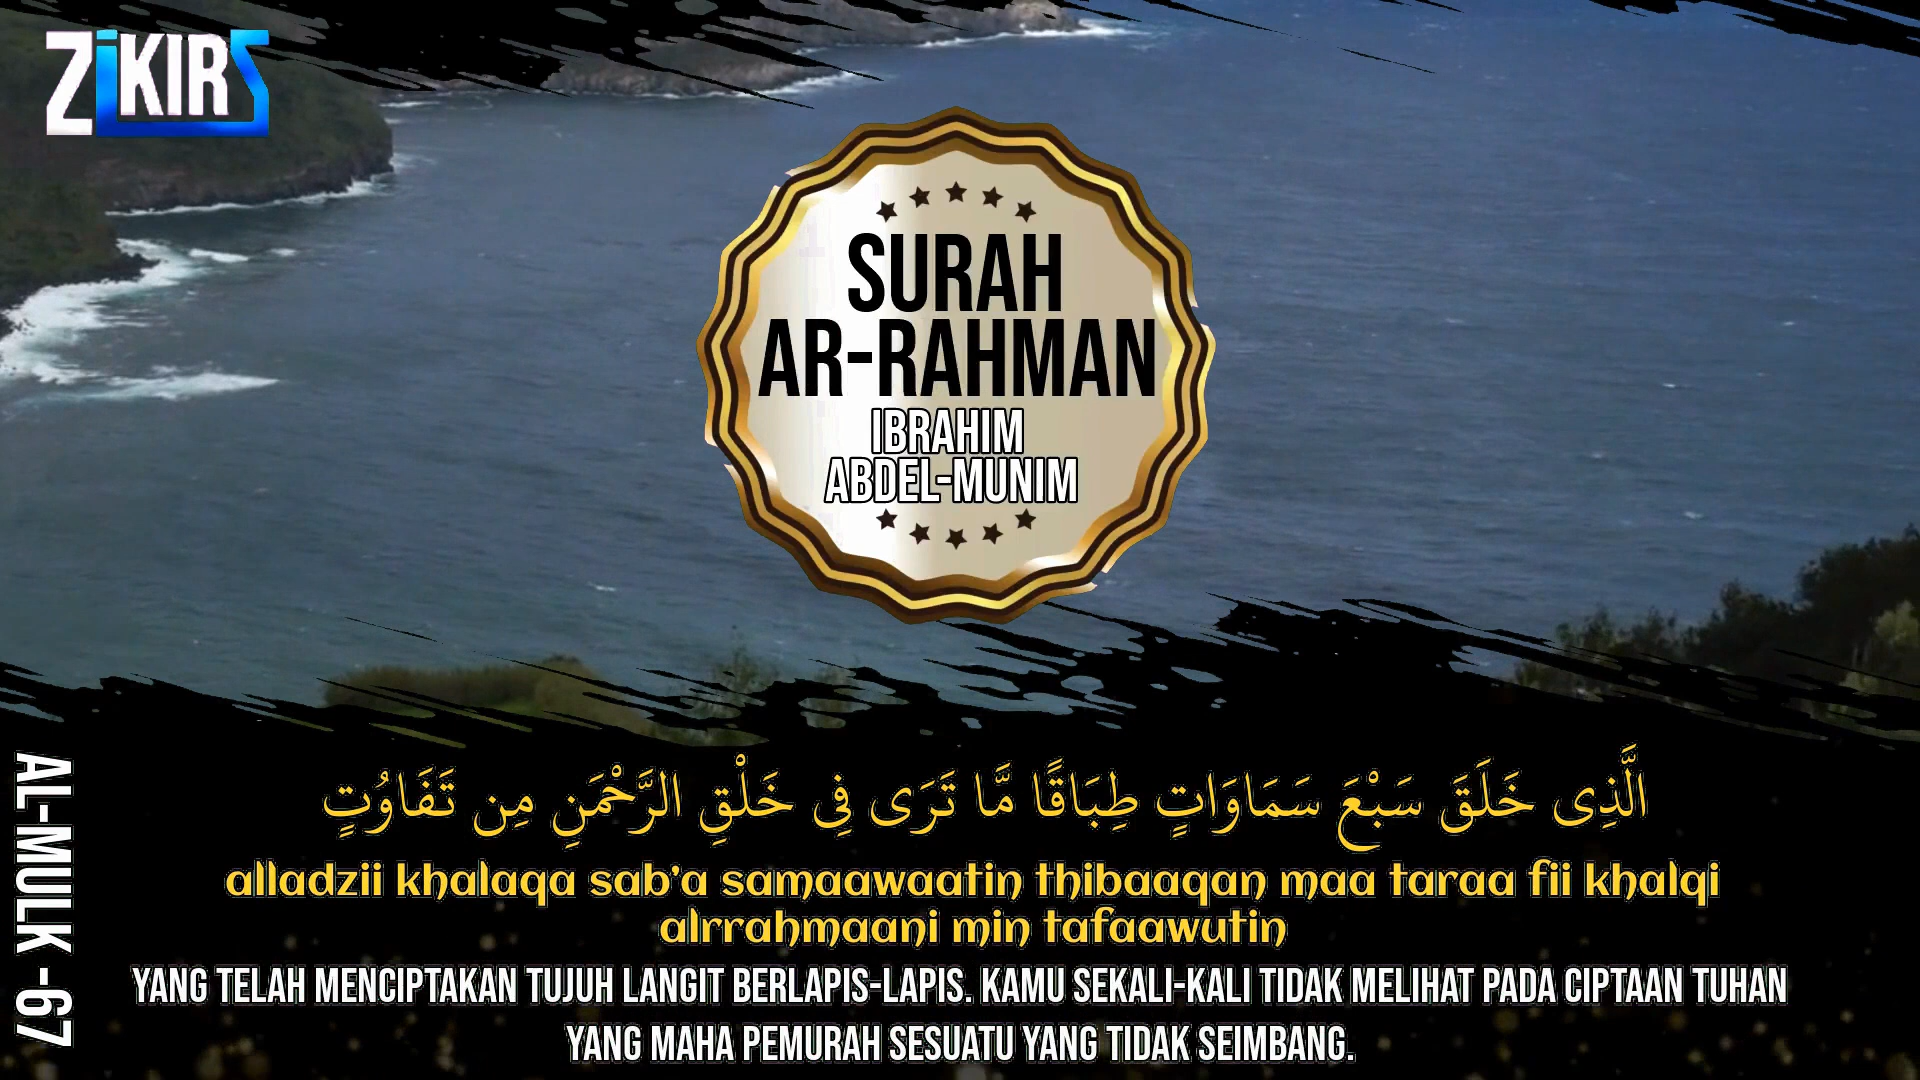 ZIKIRS
SURAH
AR-RAHMAN
IBRAHIM
ABDEL-MUNIM
الَّذِى خَلَقَ سَبْعَ سَمَاوَاتٍ طِبَاقًا مَّا تَرَى فِى خَلْقِ الرَّحْمَنِ مِن تَفَاوُتٍ
alladzii khalaqa sab'a samaawaatin thibaaqan maa taraa fii khalqi
alrrahmaani min tafaawutin
YANG TELAH MENCIPTAKAN TUJUH LANGIT BERLAPIS-LAPIS. KAMU SEKALI-KALI TIDAK MELIHAT PADA CIPTAAN TUHAN
YANG MAHA PEMURAH SESUATU YANG TIDAK SEIMBANG.
AL-MULK -67